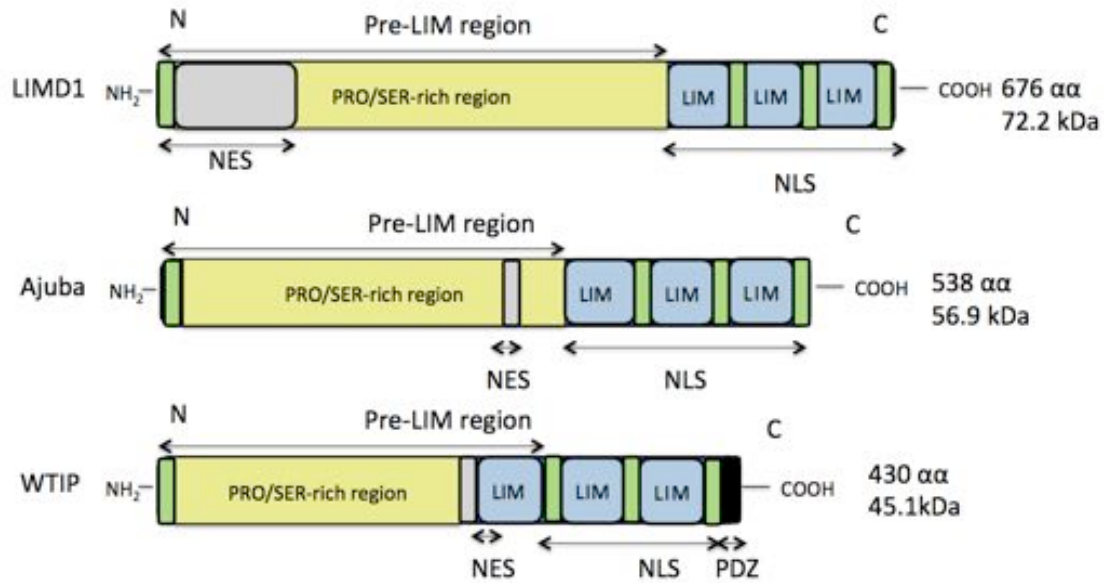 N Pre-LIM region C
LIMD1 NH2 PRO/SER-rich region LIM LIM LIM COOH 676 αα
72.2 kDa
NES NLS
N Pre-LIM region C
Ajuba NH2 PRO/SER-rich region LIM LIM LIM COOH 538 αα
56.9 kDa
NES NLS
N Pre-LIM region C
WTIP NH2 PRO/SER-rich region LIM LIM LIM COOH 430 αα
45.1kDa
NES NLS PDZ